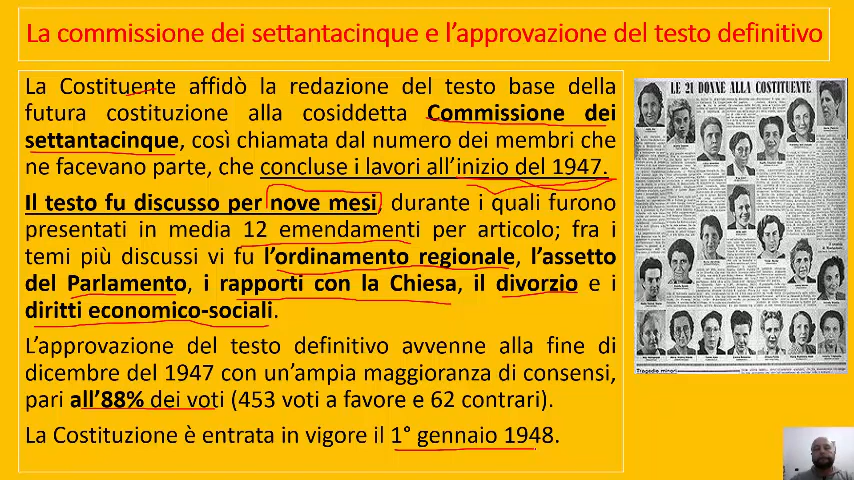 La commissione dei settantacinque e l'approvazione del testo definitivo
La Costituente affidò la redazione del testo base della
futura costituzione alla cosiddetta Commissione dei
settantacinque, così chiamata dal numero dei membri che
ne facevano parte, che concluse i lavori all'inizio del 1947.
Il testo fu discusso per nove mesi, durante i quali furono
presentati in media 12 emendamenti per articolo; fra i
temi più discussi vi fu l'ordinamento regionale, l'assetto
del Parlamento, i rapporti con la Chiesa, il divorzio e i
diritti economico-sociali.
L'approvazione del testo definitivo avvenne alla fine di
dicembre del 1947 con un'ampia maggioranza di consensi,
pari all'88% dei voti (453 voti a favore e 62 contrari).
La Costituzione è entrata in vigore il 1° gennaio 1948.
LE 21 DONNE ALLA COSTITUENTE
Tragedie minori